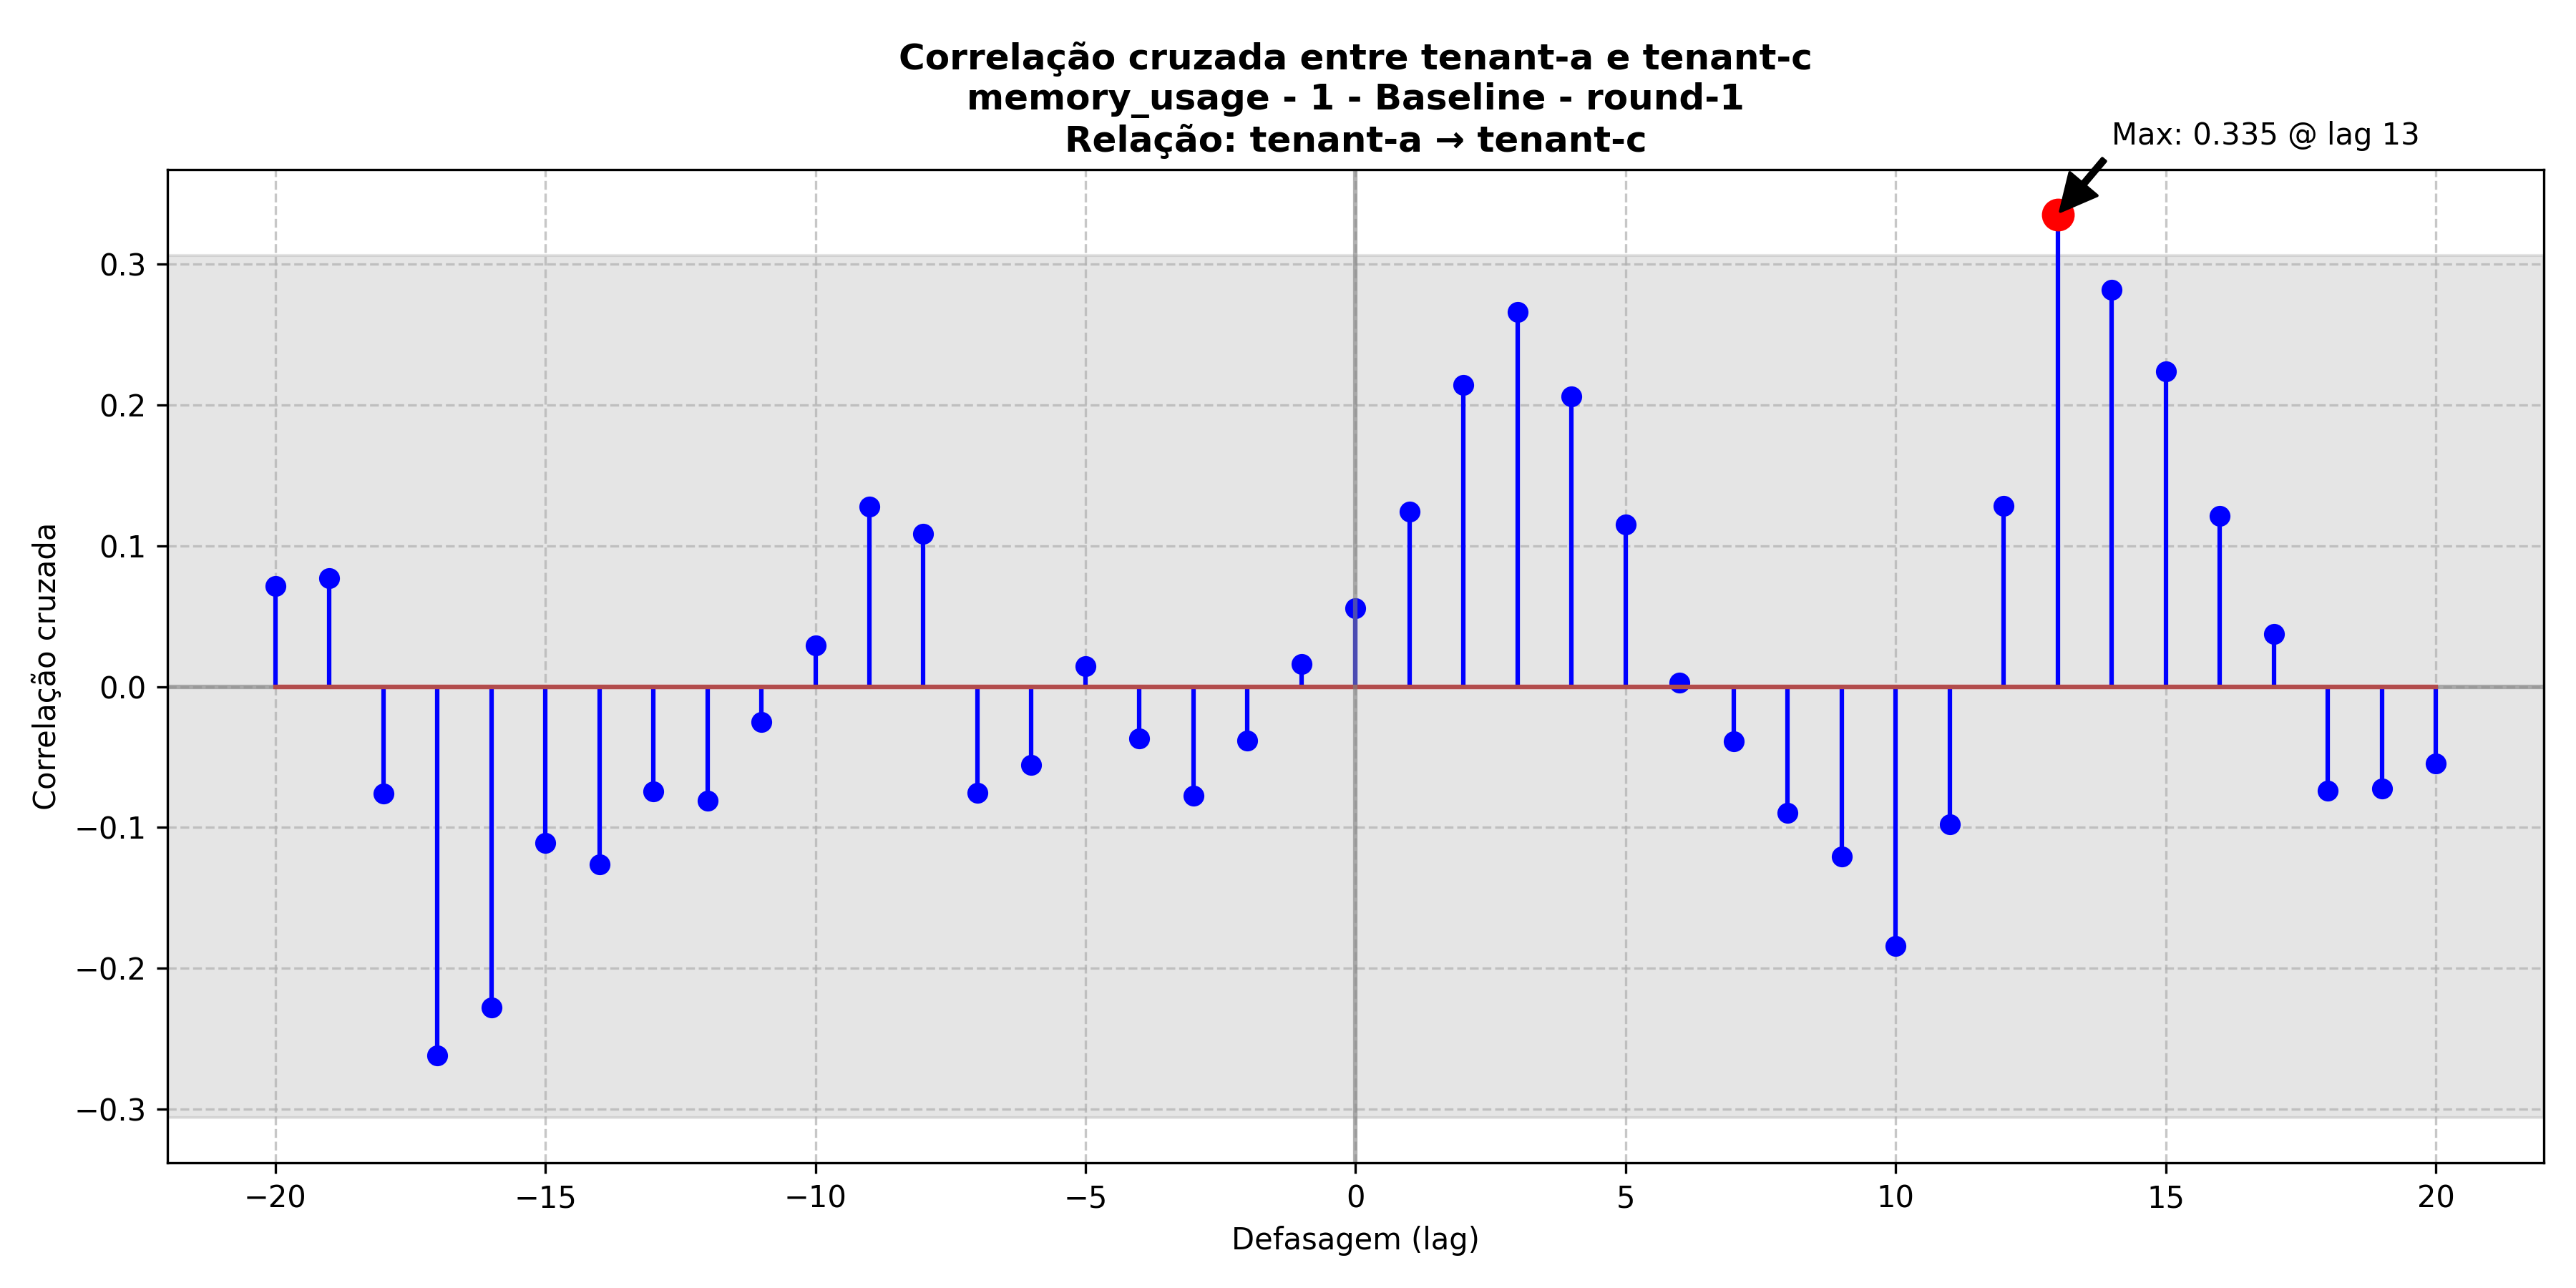 Correlação cruzada entre tenant-a e tenant-c
memory_usage - 1 - Baseline - round-1
Relação: tenant-a → tenant-c
Max: 0.335 @ lag 13
0.3
0.2
0.1
0.0
−0.1
−0.2
−0.3
Correlação cruzada
−20
−15
−10
−5
0
5
10
15
20
Defasagem (lag)